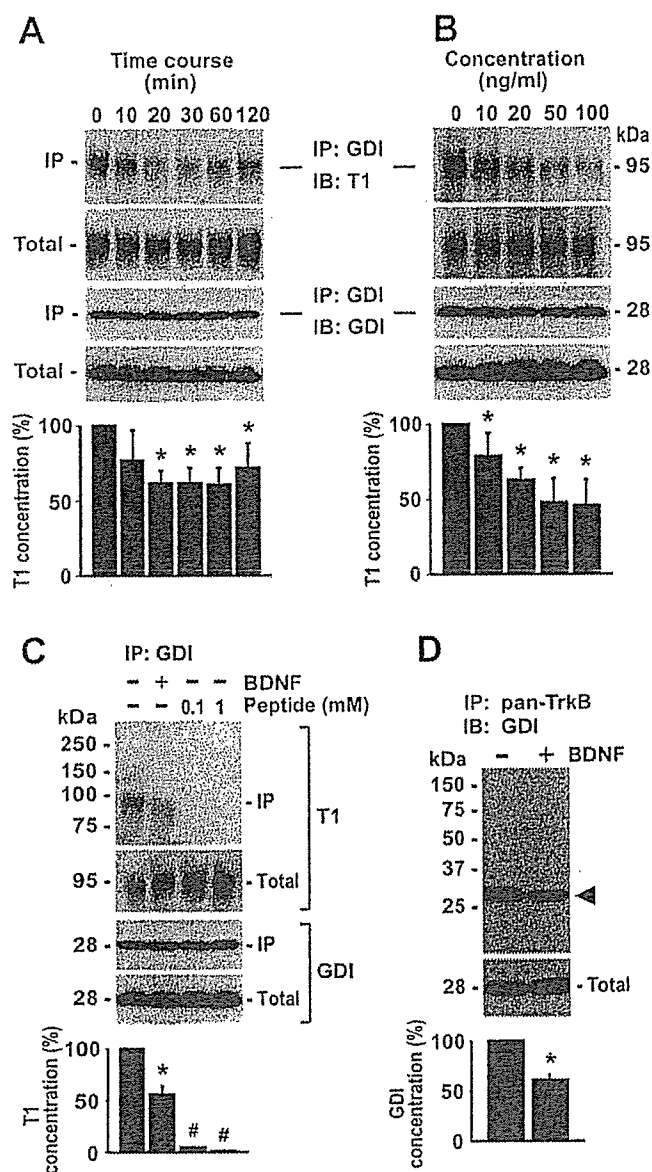 A
B
Time course
(min)
Concentration
(ng/ml)
0 10 20 30 60 120
0 10 20 50 100
kDa
IP -
IP: GDI
IB: T1
- 95
Total -
- 95
IP -
IP: GDI
IB: GDI
- 28
Total -
- 28
T1 concentration (%)
100
50
0
* * * *
T1 concentration (%)
100
50
0
* * * *
C
D
IP: GDI
- + - - BDNF
- - 0.1 1 Peptide (mM)
kDa
250 -
150 -
100 -
75 -
- IP
T1
95 -
- Total
28 -
- IP
GDI
28 -
- Total
T1
concentration (%)
100
50
0
* # #
IP: pan-TrkB
IB: GDI
kDa
- + BDNF
150 -
75 -
50 -
37 -
25 -
28 -
- Total
GDI
concentration (%)
100
50
0
*